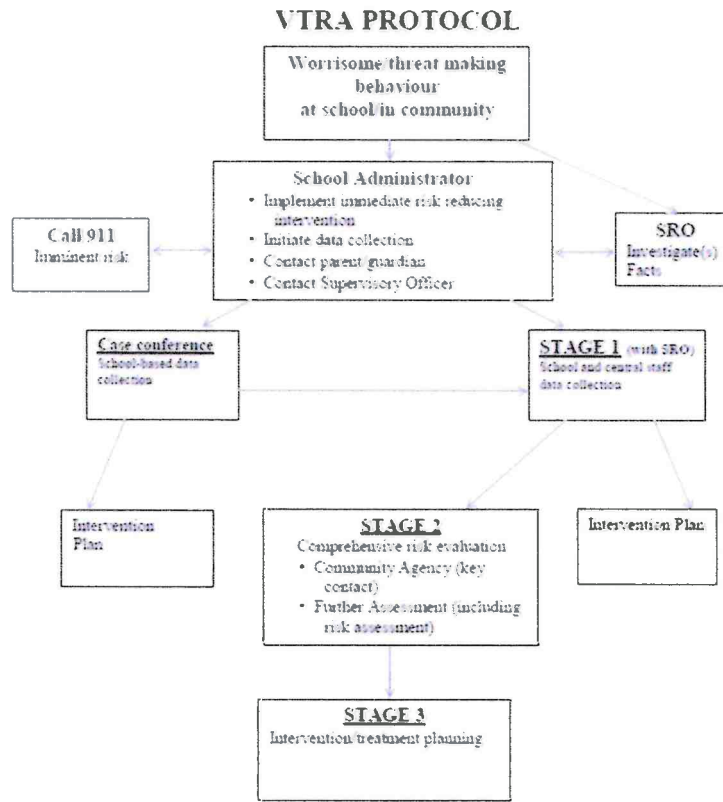 VTRA PROTOCOL
Worrisome/threat making
behaviour
at school/in community
School Administrator
• Implement immediate risk reducing
intervention
• Initiate data collection
• Contact parent/guardian
• Contact Supervisory Officer
Call 911
Imminent risk
SRO
Investigate(s)
Facts
Case conference
School-based data
collection
STAGE 1 (with SRO)
School and central staff
data collection
Intervention
Plan
STAGE 2
Comprehensive risk evaluation
• Community Agency (key
contact)
• Further Assessment (including
risk assessment)
Intervention Plan
STAGE 3
Intervention/treatment planning